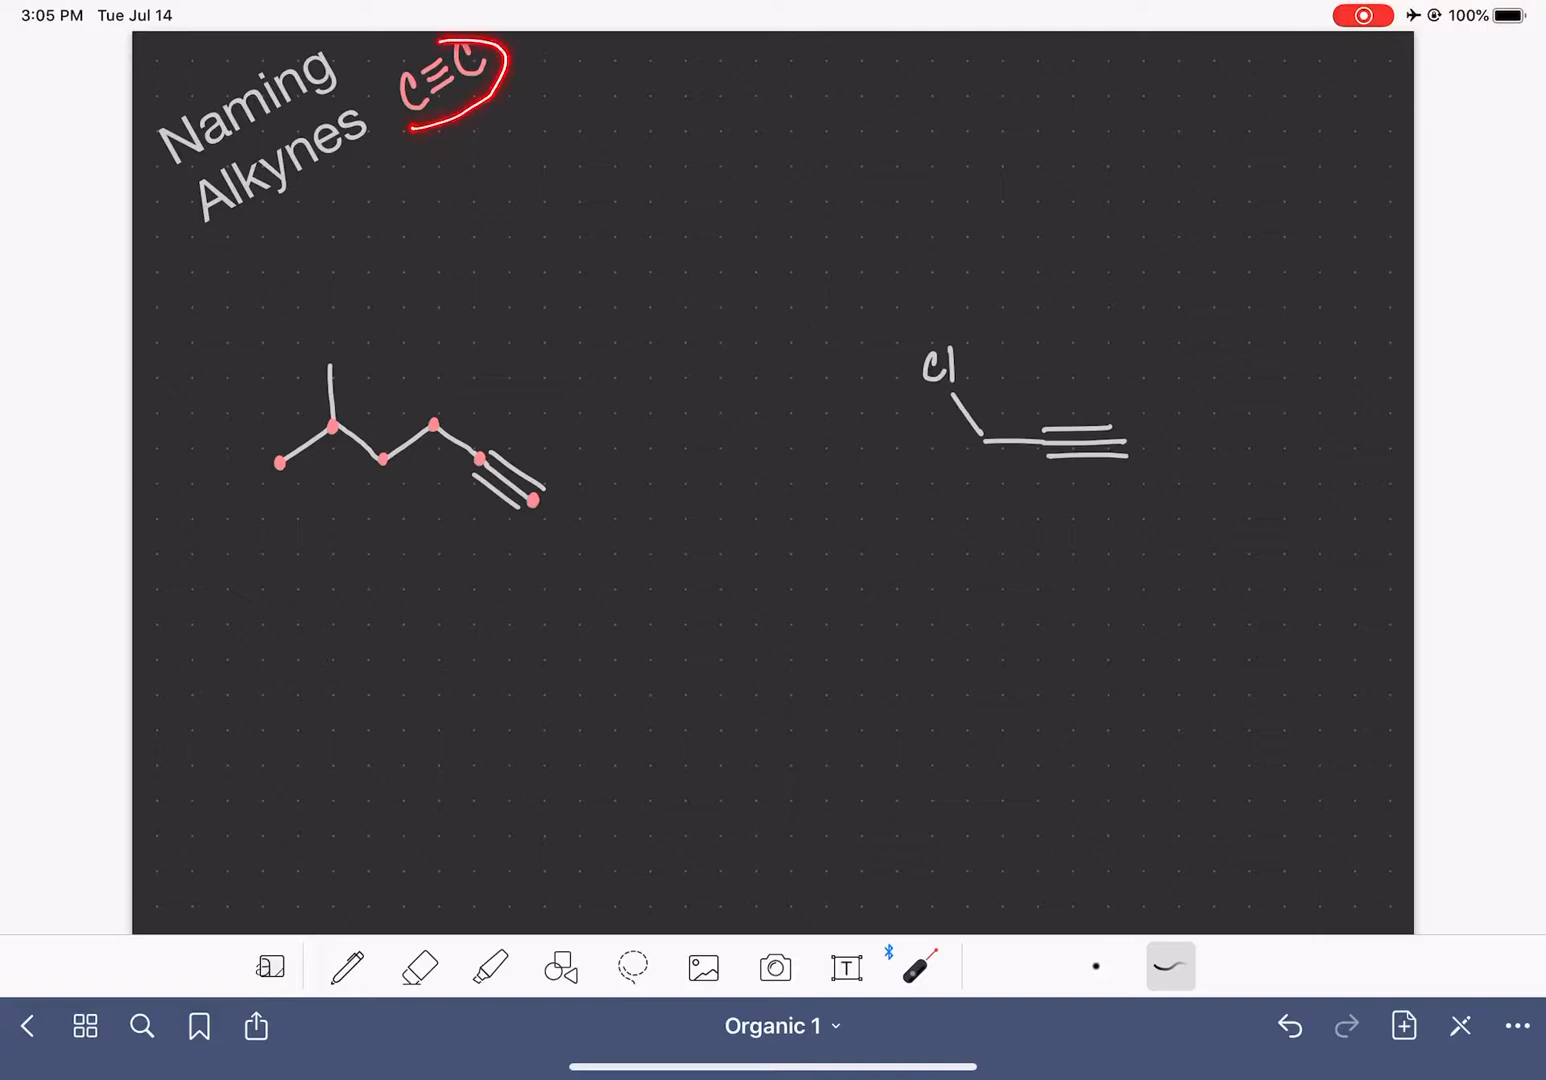 3:05 PM Tue Jul 14
100%
Naming
Alkynes
C≡C
Cl
T
Organic 1